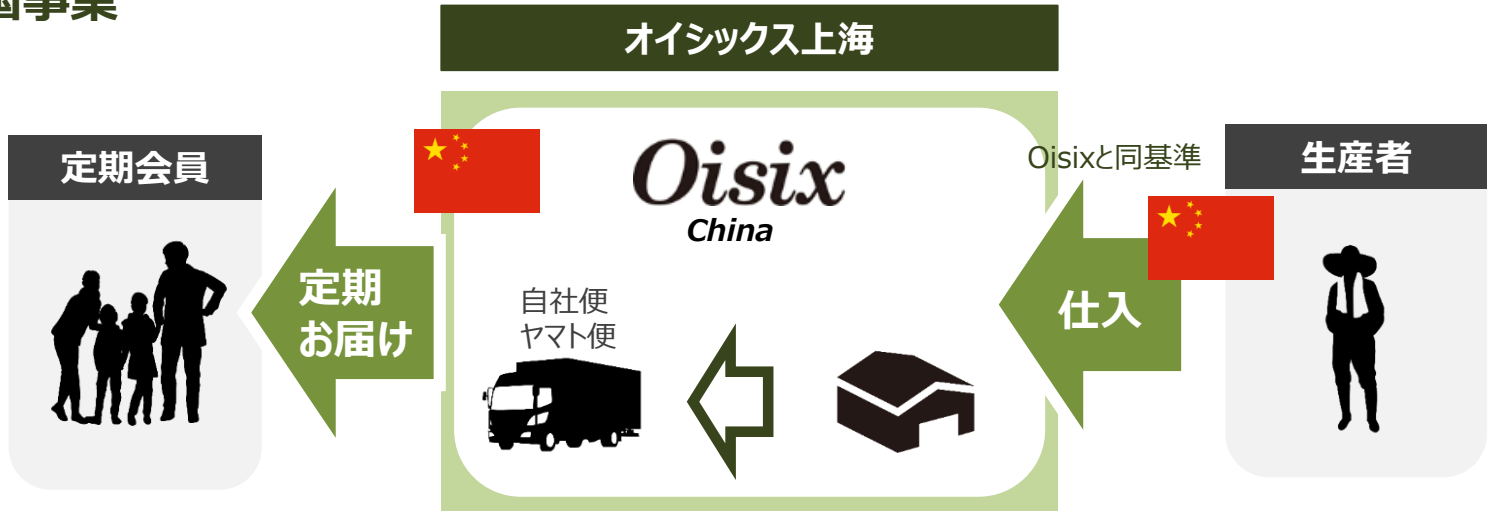 国事業
オイシックス上海
定期会員
Oisix
China
Oisixと同基準
生産者
定期
お届け
自社便
ヤマト便
仕入